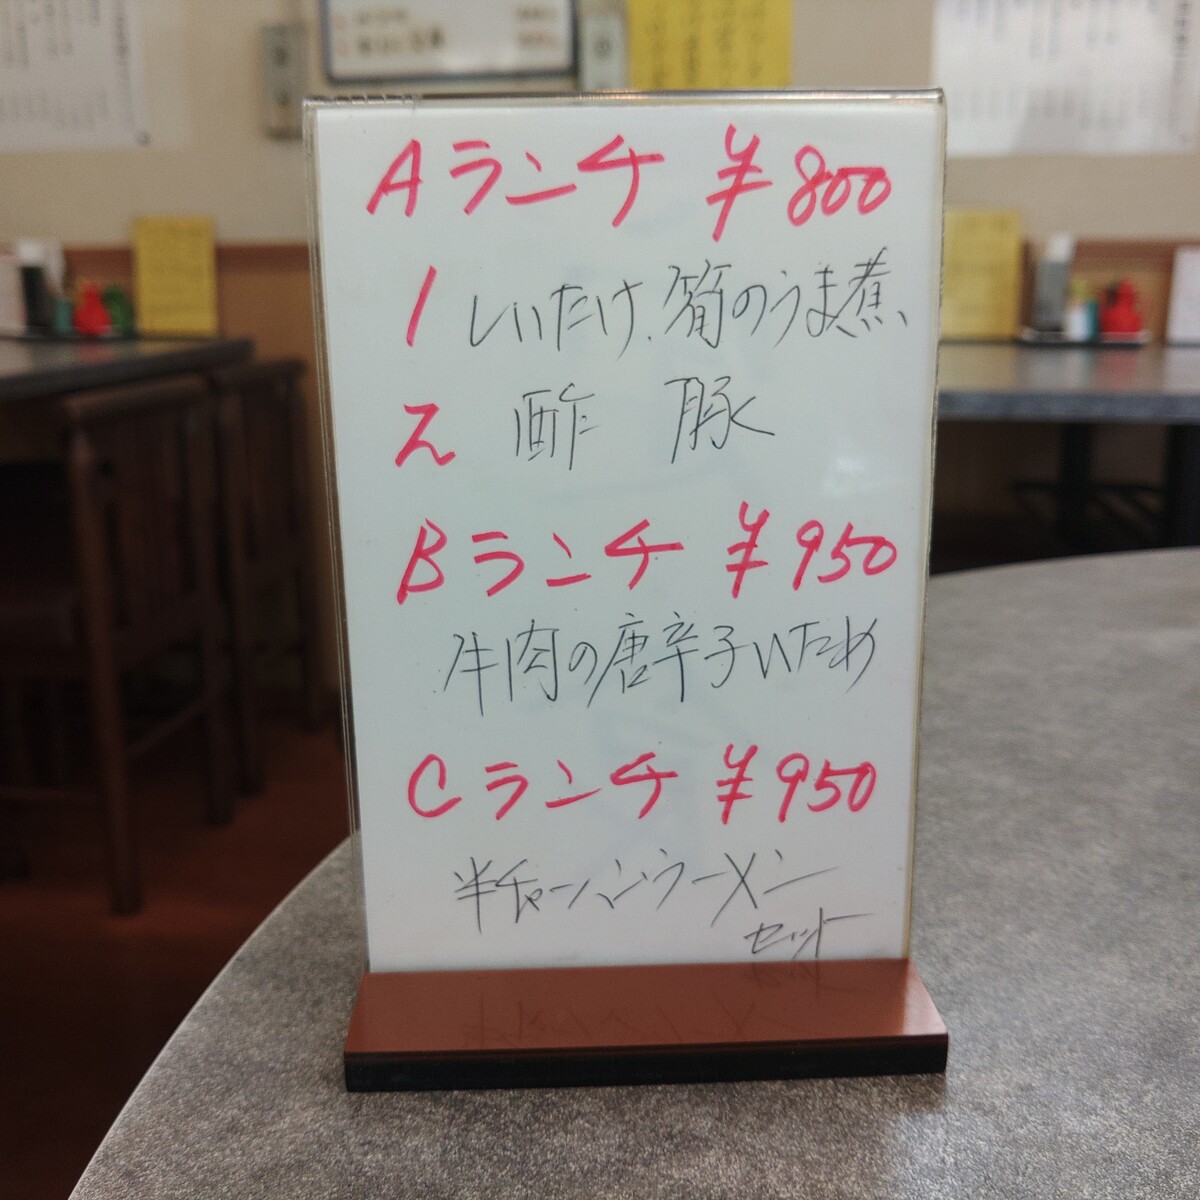 Aランチ ¥800
1 しいたけ、筍のうま煮
2 酢豚
Bランチ ¥950
牛肉の唐辛子いため
Cランチ ¥950
半チャーハンラーメン
セット